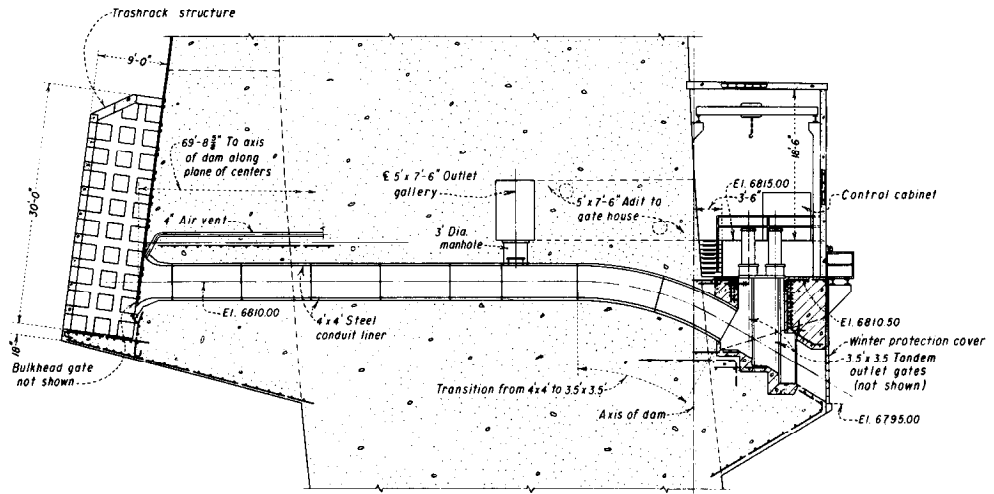 Trashrack structure
9'-0"
69'-8 5/8" To axis
of dam along
plane of centers
30'-0"
4" Air vent
℄ 5' x 7'-6" Outlet
gallery
3' Dia.
manhole
5' x 7'-6" Adit to
gate house
18'-6"
El. 6815.00
3'-6"
Control cabinet
El. 6810.00
4' x 4' Steel
conduit liner
18"
Bulkhead gate
not shown
Transition from 4'x4' to 3.5'x 3.5'
Axis of dam
El. 6810.50
Winter protection cover
3.5' x 3.5' Tandem
outlet gates
(not shown)
El. 6795.00